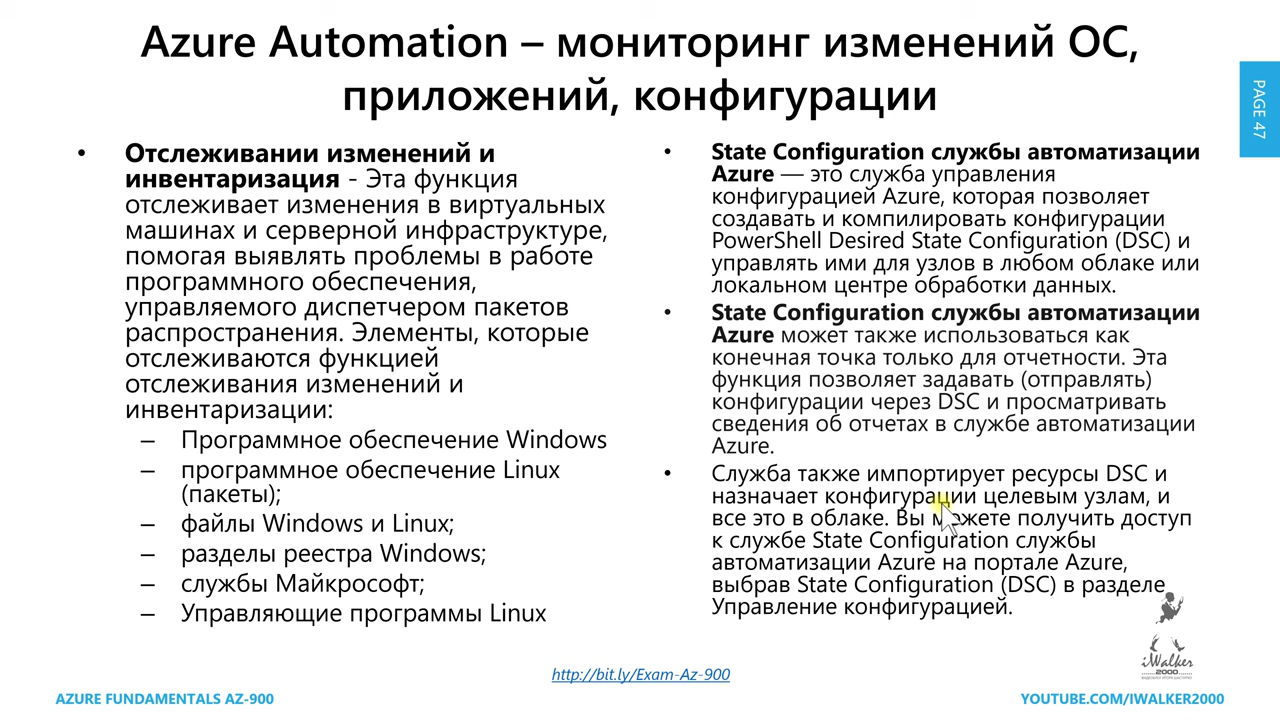 Azure Automation – мониторинг изменений ОС,
приложений, конфигурации
PAGE 47
• Отслеживании изменений и
инвентаризация - Эта функция
отслеживает изменения в виртуальных
машинах и серверной инфраструктуре,
помогая выявлять проблемы в работе
программного обеспечения,
управляемого диспетчером пакетов
распространения. Элементы, которые
отслеживаются функцией
отслеживания изменений и
инвентаризации:
– Программное обеспечение Windows
– программное обеспечение Linux
(пакеты);
– файлы Windows и Linux;
– разделы реестра Windows;
– службы Майкрософт;
– Управляющие программы Linux
• State Configuration службы автоматизации
Azure — это служба управления
конфигурацией Azure, которая позволяет
создавать и компилировать конфигурации
PowerShell Desired State Configuration (DSC) и
управлять ими для узлов в любом облаке или
локальном центре обработки данных.
• State Configuration службы автоматизации
Azure может также использоваться как
конечная точка только для отчетности. Эта
функция позволяет задавать (отправлять)
конфигурации через DSC и просматривать
сведения об отчетах в службе автоматизации
Azure.
• Служба также импортирует ресурсы DSC и
назначает конфигурации целевым узлам, и
все это в облаке. Вы можете получить доступ
к службе State Configuration службы
автоматизации Azure на портале Azure,
выбрав State Configuration (DSC) в разделе
Управление конфигурацией.
iWalker
2000
http://bit.ly/Exam-Az-900
AZURE FUNDAMENTALS AZ-900
YOUTUBE.COM/IWALKER2000